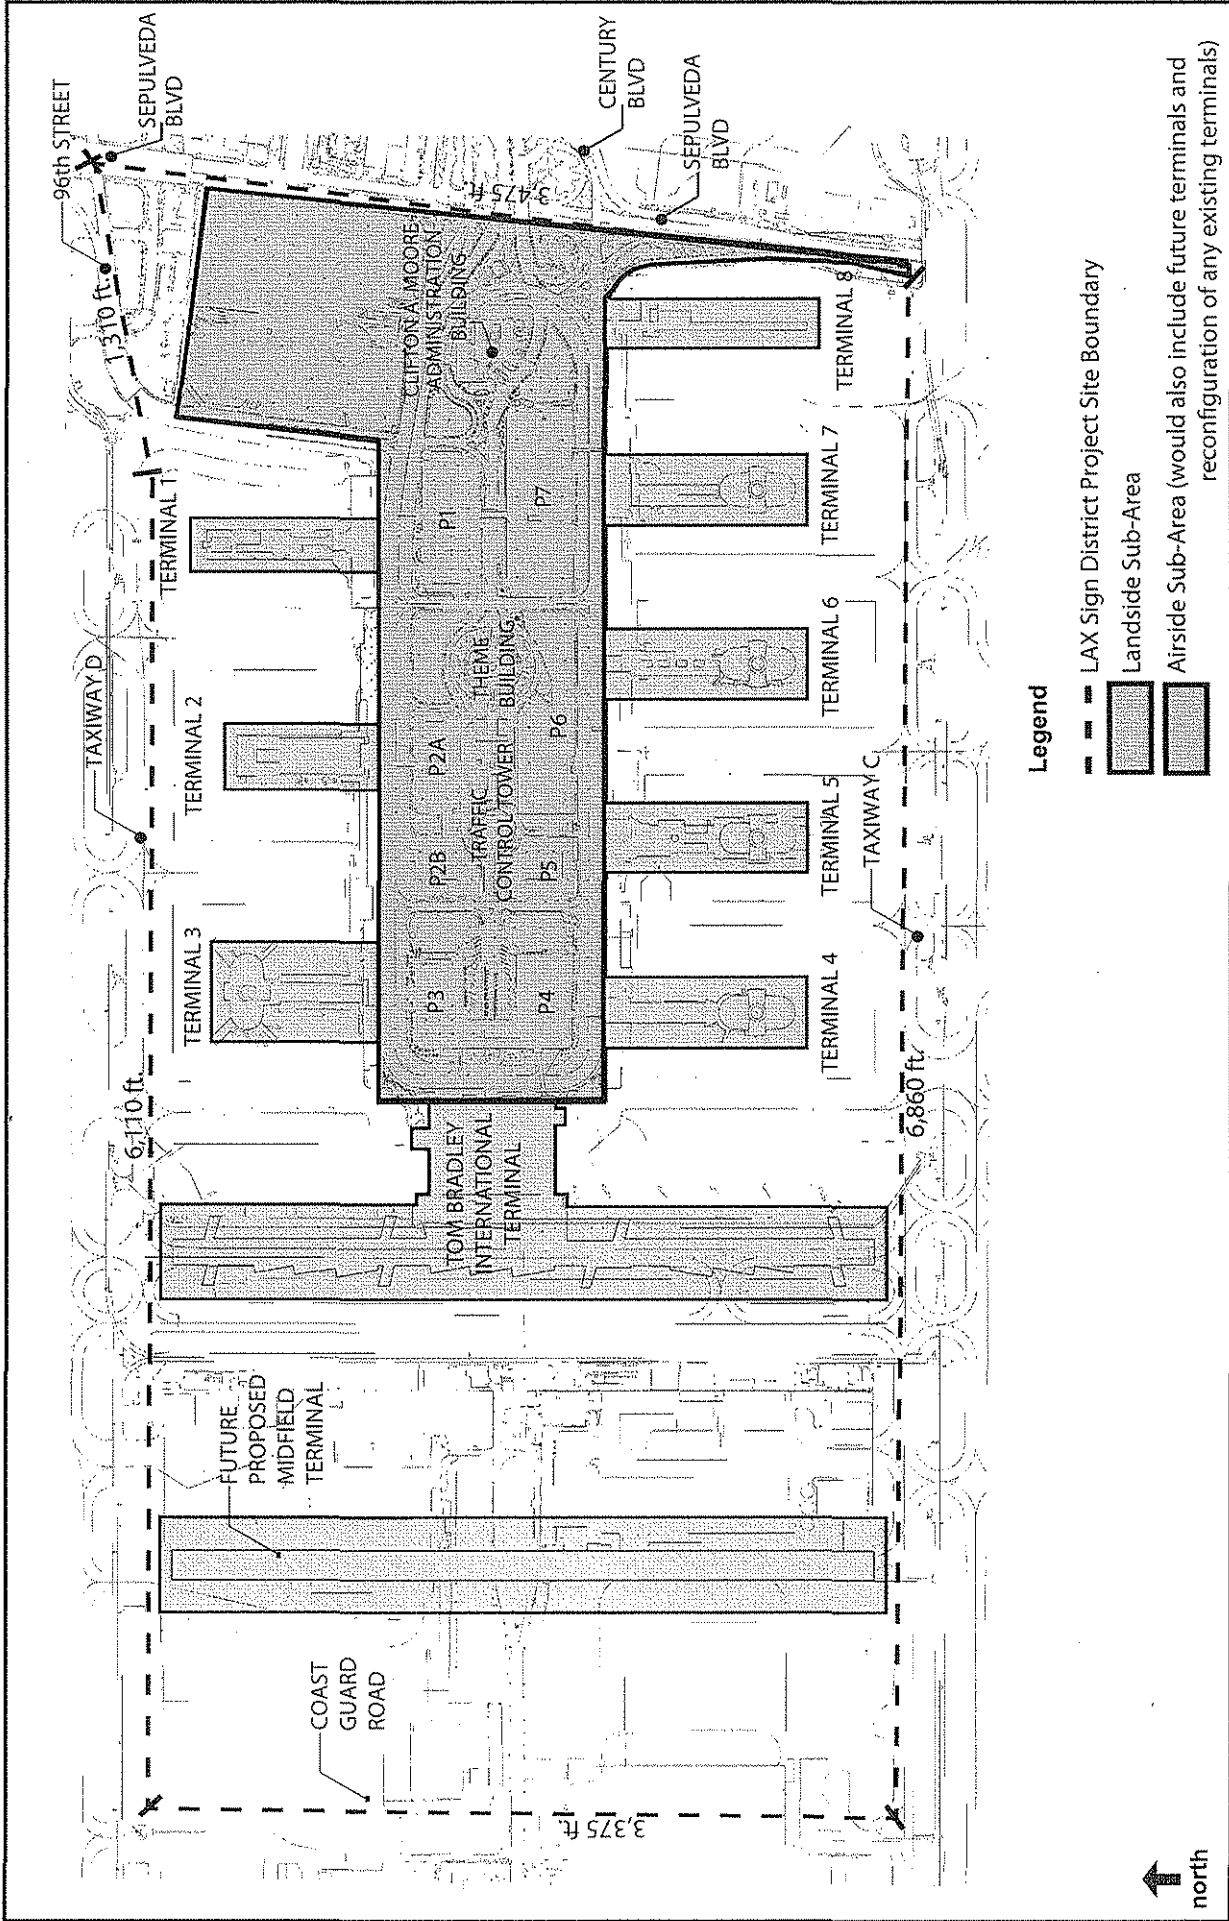 96th STREET
SEPULVEDA
BLVD
1,310 ft.
3,475 ft.
CENTURY
BLVD
SEPULVEDA
BLVD
CLIFTON A. MOORE
ADMINISTRATION
BUILDING
TAXIWAY D
TERMINAL 1
TERMINAL 2
TERMINAL 3
6,110 ft.
P1
P7
P2A
THEME
BUILDING
P6
P2B
TRAFFIC
CONTROL TOWER
P5
P3
P4
TERMINAL 8
TERMINAL 7
TERMINAL 6
TERMINAL 5
TERMINAL 4
TAXIWAY C
6,860 ft.
TOM BRADLEY
INTERNATIONAL
TERMINAL
FUTURE
PROPOSED
MIDFIELD
TERMINAL
COAST
GUARD
ROAD
3,375 ft.
Legend
LAX Sign District Project Site Boundary
Landside Sub-Area
Airside Sub-Area (would also include future terminals and
reconfiguration of any existing terminals)
north